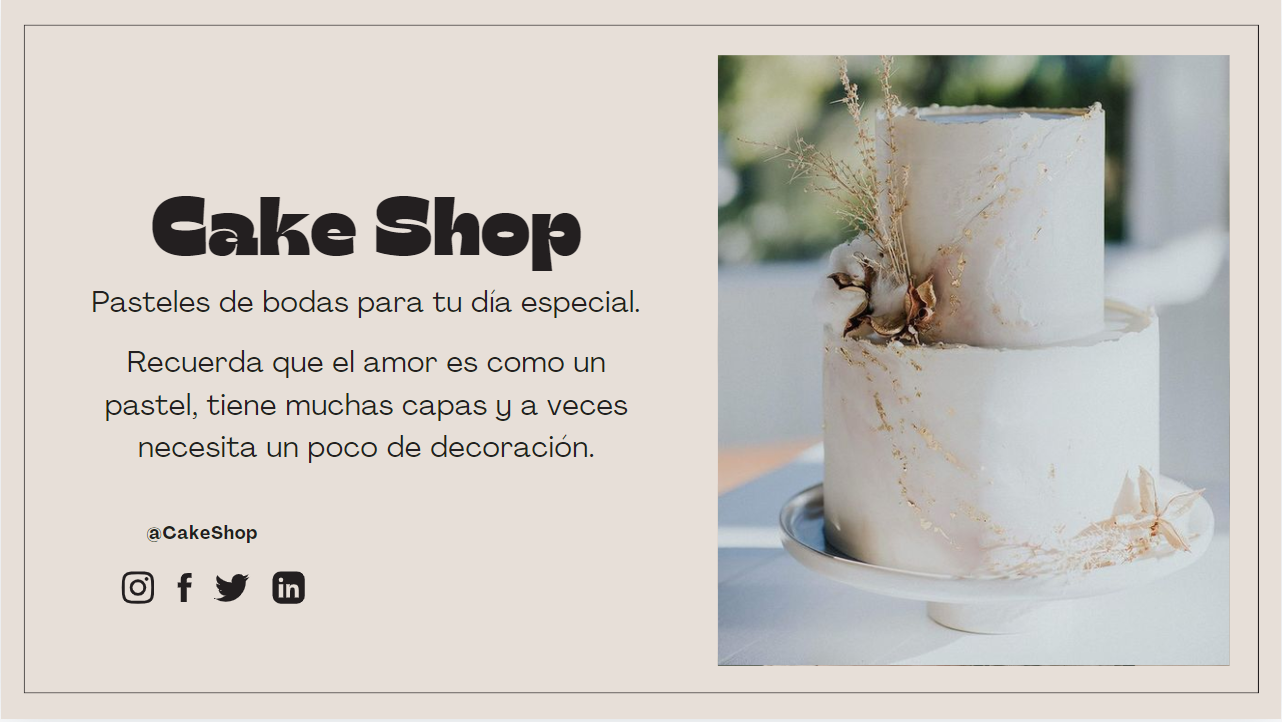 Cake Shop
Pasteles de bodas para tu día especial.
Recuerda que el amor es como un
pastel, tiene muchas capas y a veces
necesita un poco de decoración.
@CakeShop